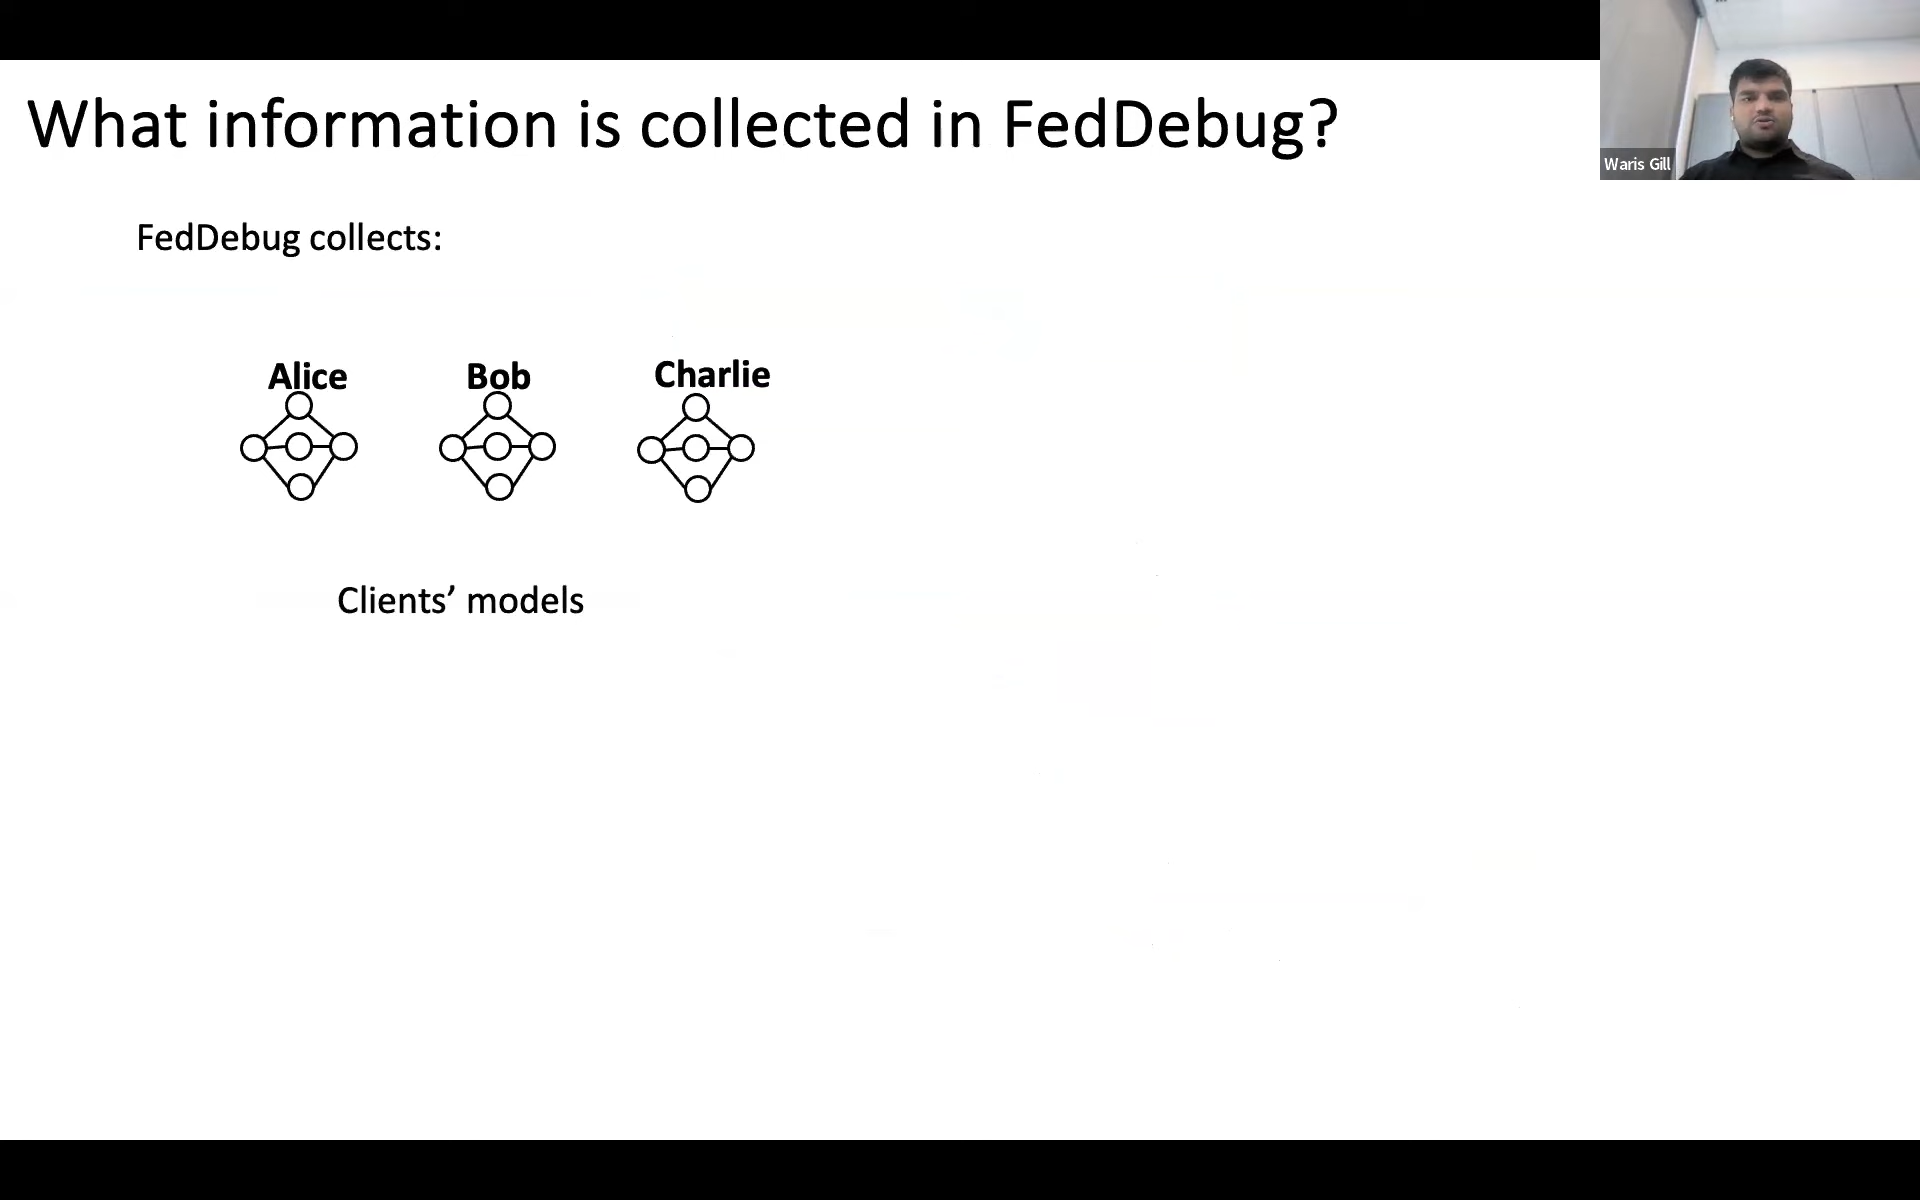 What information is collected in FedDebug?
Waris Gill
FedDebug collects:
Alice Bob Charlie
Clients’ models